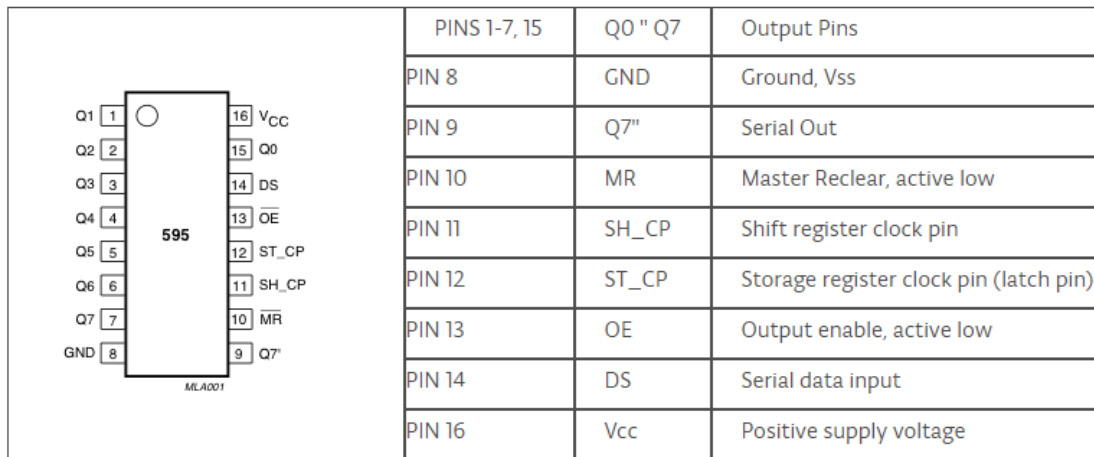 Q1 1 16 VCC
Q2 2 15 Q0
Q3 3 14 DS
Q4 4 13 OE
595
Q5 5 12 ST_CP
Q6 6 11 SH_CP
Q7 7 10 MR
GND 8 9 Q7'
MLA001
PINS 1-7, 15 Q0 " Q7 Output Pins
PIN 8 GND Ground, Vss
PIN 9 Q7" Serial Out
PIN 10 MR Master Reclear, active low
PIN 11 SH_CP Shift register clock pin
PIN 12 ST_CP Storage register clock pin (latch pin)
PIN 13 OE Output enable, active low
PIN 14 DS Serial data input
PIN 16 Vcc Positive supply voltage